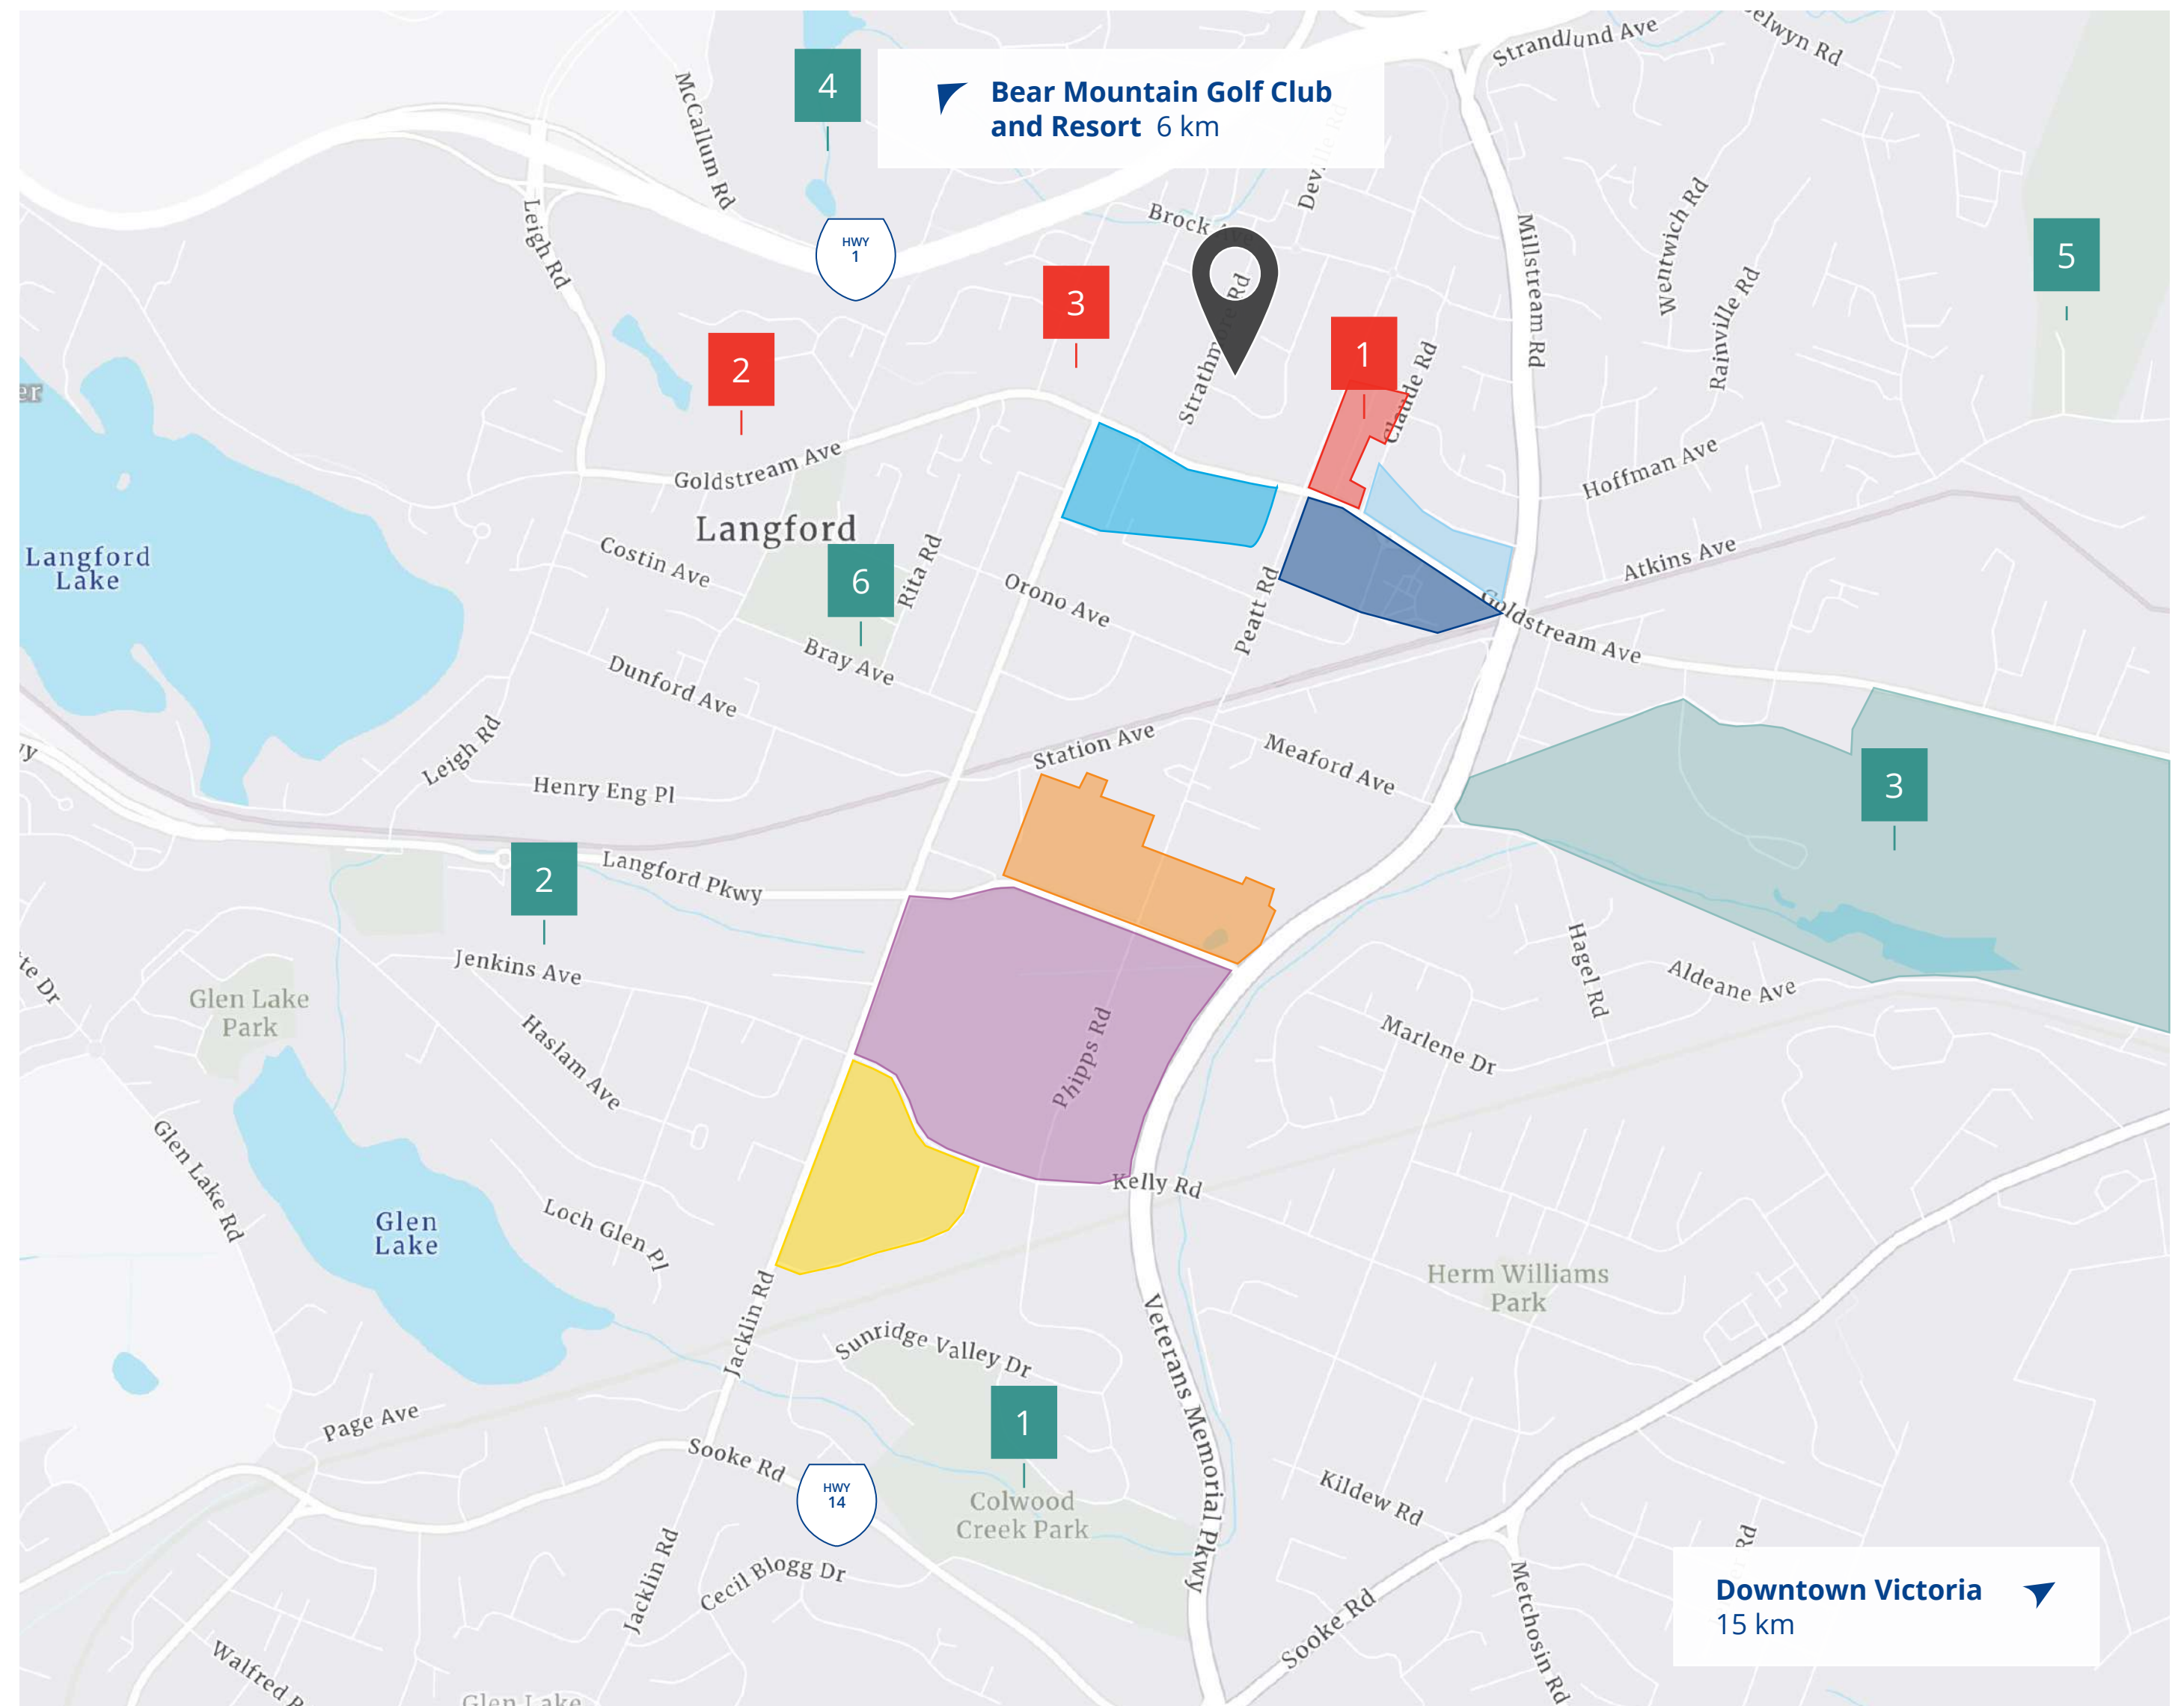 Strandlund Ave
McCallum Rd
4
Bear Mountain Golf Club
and Resort 6 km
Leigh Rd
HWY
1
Brock
Millstream Rd
Wentwich Rd
Rainville Rd
5
2
3
Strathmore Rd
1
Claude Rd
Goldstream Ave
Hoffman Ave
Langford
Langford
Lake
Costin Ave
6
Rita Rd
Orono Ave
Peatt Rd
Atkins Ave
Goldstream Ave
Bray Ave
Dunford Ave
Leigh Rd
Station Ave
Meaford Ave
Henry Eng Pl
3
2
Langford Pkwy
Jenkins Ave
Hagel Rd
Aldeane Ave
Glen Lake
Park
Haslam Ave
Phipps Rd
Marlene Dr
Glen Lake Rd
Kelly Rd
Glen
Lake
Loch Glen Pl
Herm Williams
Park
Jacklin Rd
Sunridge Valley Dr
Veterans Memorial Pkwy
Page Ave
1
Sooke Rd
HWY
14
Colwood
Creek Park
Kildew Rd
Jacklin Rd
Cecil Blogg Dr
Rd
Sooke Rd
Metchosin Rd
Downtown Victoria
15 km
Walfred
Glen Lake